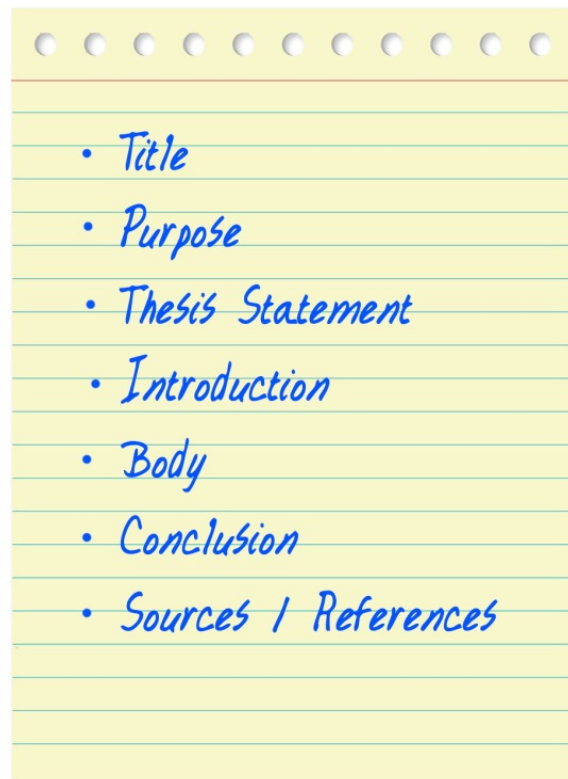 • Title
• Purpose
• Thesis Statement
• Introduction
• Body
• Conclusion
• Sources / References